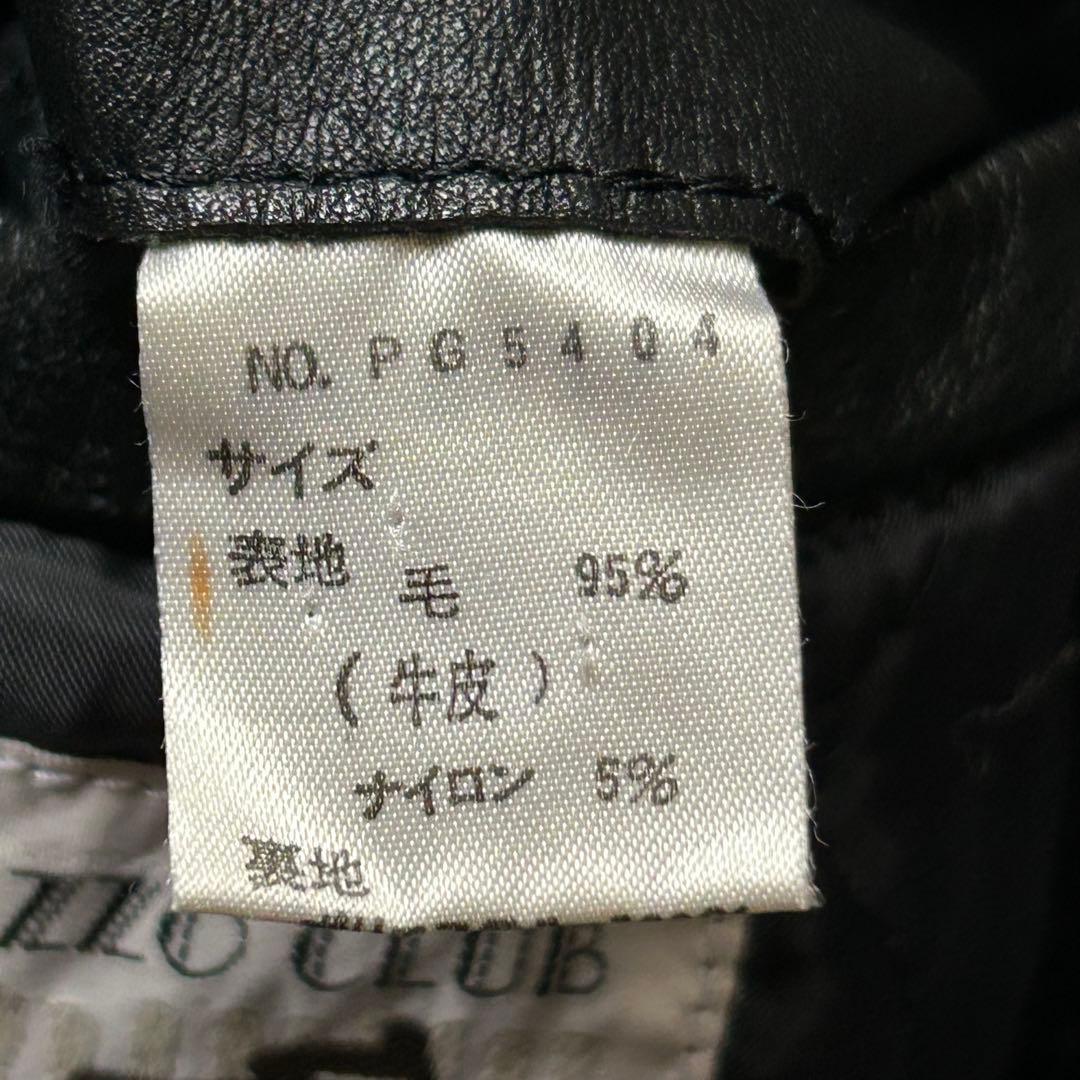 NO. PG5404
サイズ
表地 毛 95%
(牛皮)
ナイロン 5%
裏地
CLUB